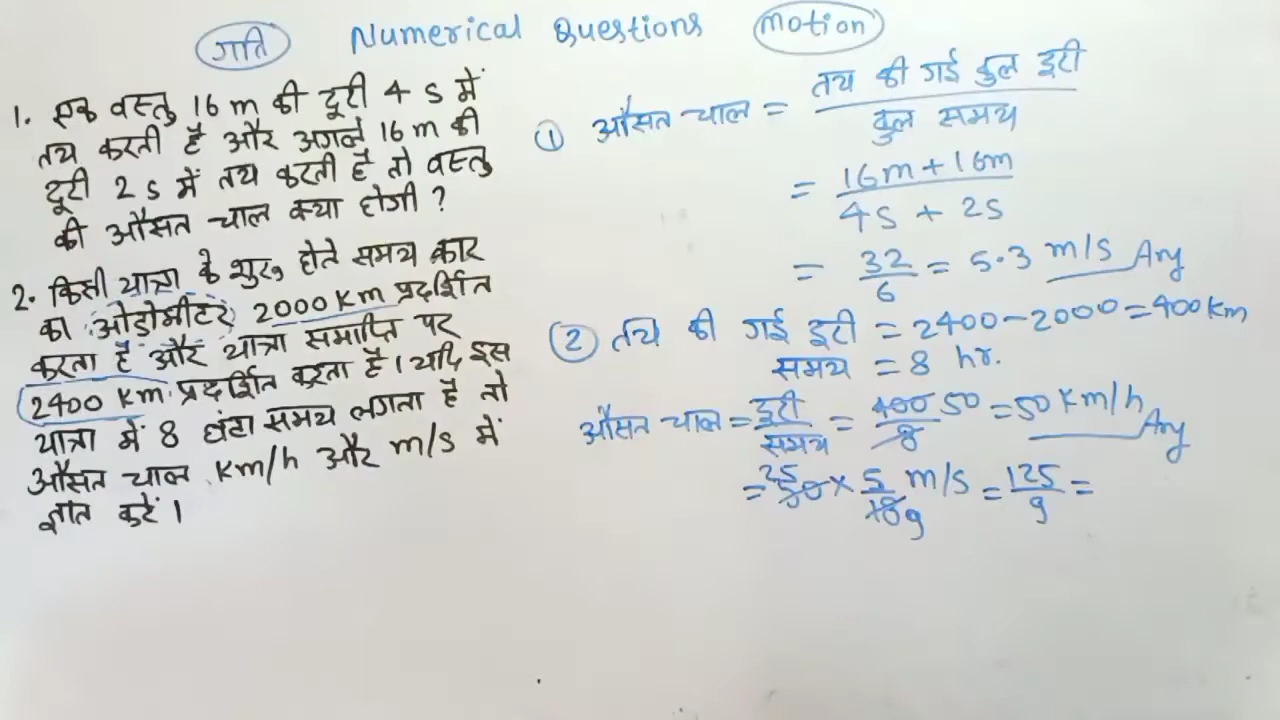 गति Numerical Questions motion
1. एक वस्तु 16 m की दूरी 4 s में
तय करती है और अगले 16 m की
दूरी 2 s में तय करती है तो वस्तु
की औसत चाल क्या होगी ?
2. किसी यात्रा के शुरू होते समय कार
का ओडोमीटर 2000 Km प्रदर्शित
करता है और यात्रा समाप्ति पर
2400 Km प्रदर्शित करता है । यदि इस
यात्रा में 8 घंटा समय लगता है तो
औसत चाल Km/h और m/s में
ज्ञात करें ।
① औसत चाल = तय की गई कुल दूरी / कुल समय
= 16m + 16m / 4s + 2s
= 32 / 6 = 5.3 m/s Ans
② तय की गई दूरी = 2400 - 2000 = 400 Km
समय = 8 hr.
औसत चाल = दूरी / समय = 400 50 / 8 = 50 Km/h Ans
= 25 50 × 5 / 18 9 m/s = 125 / 9 =